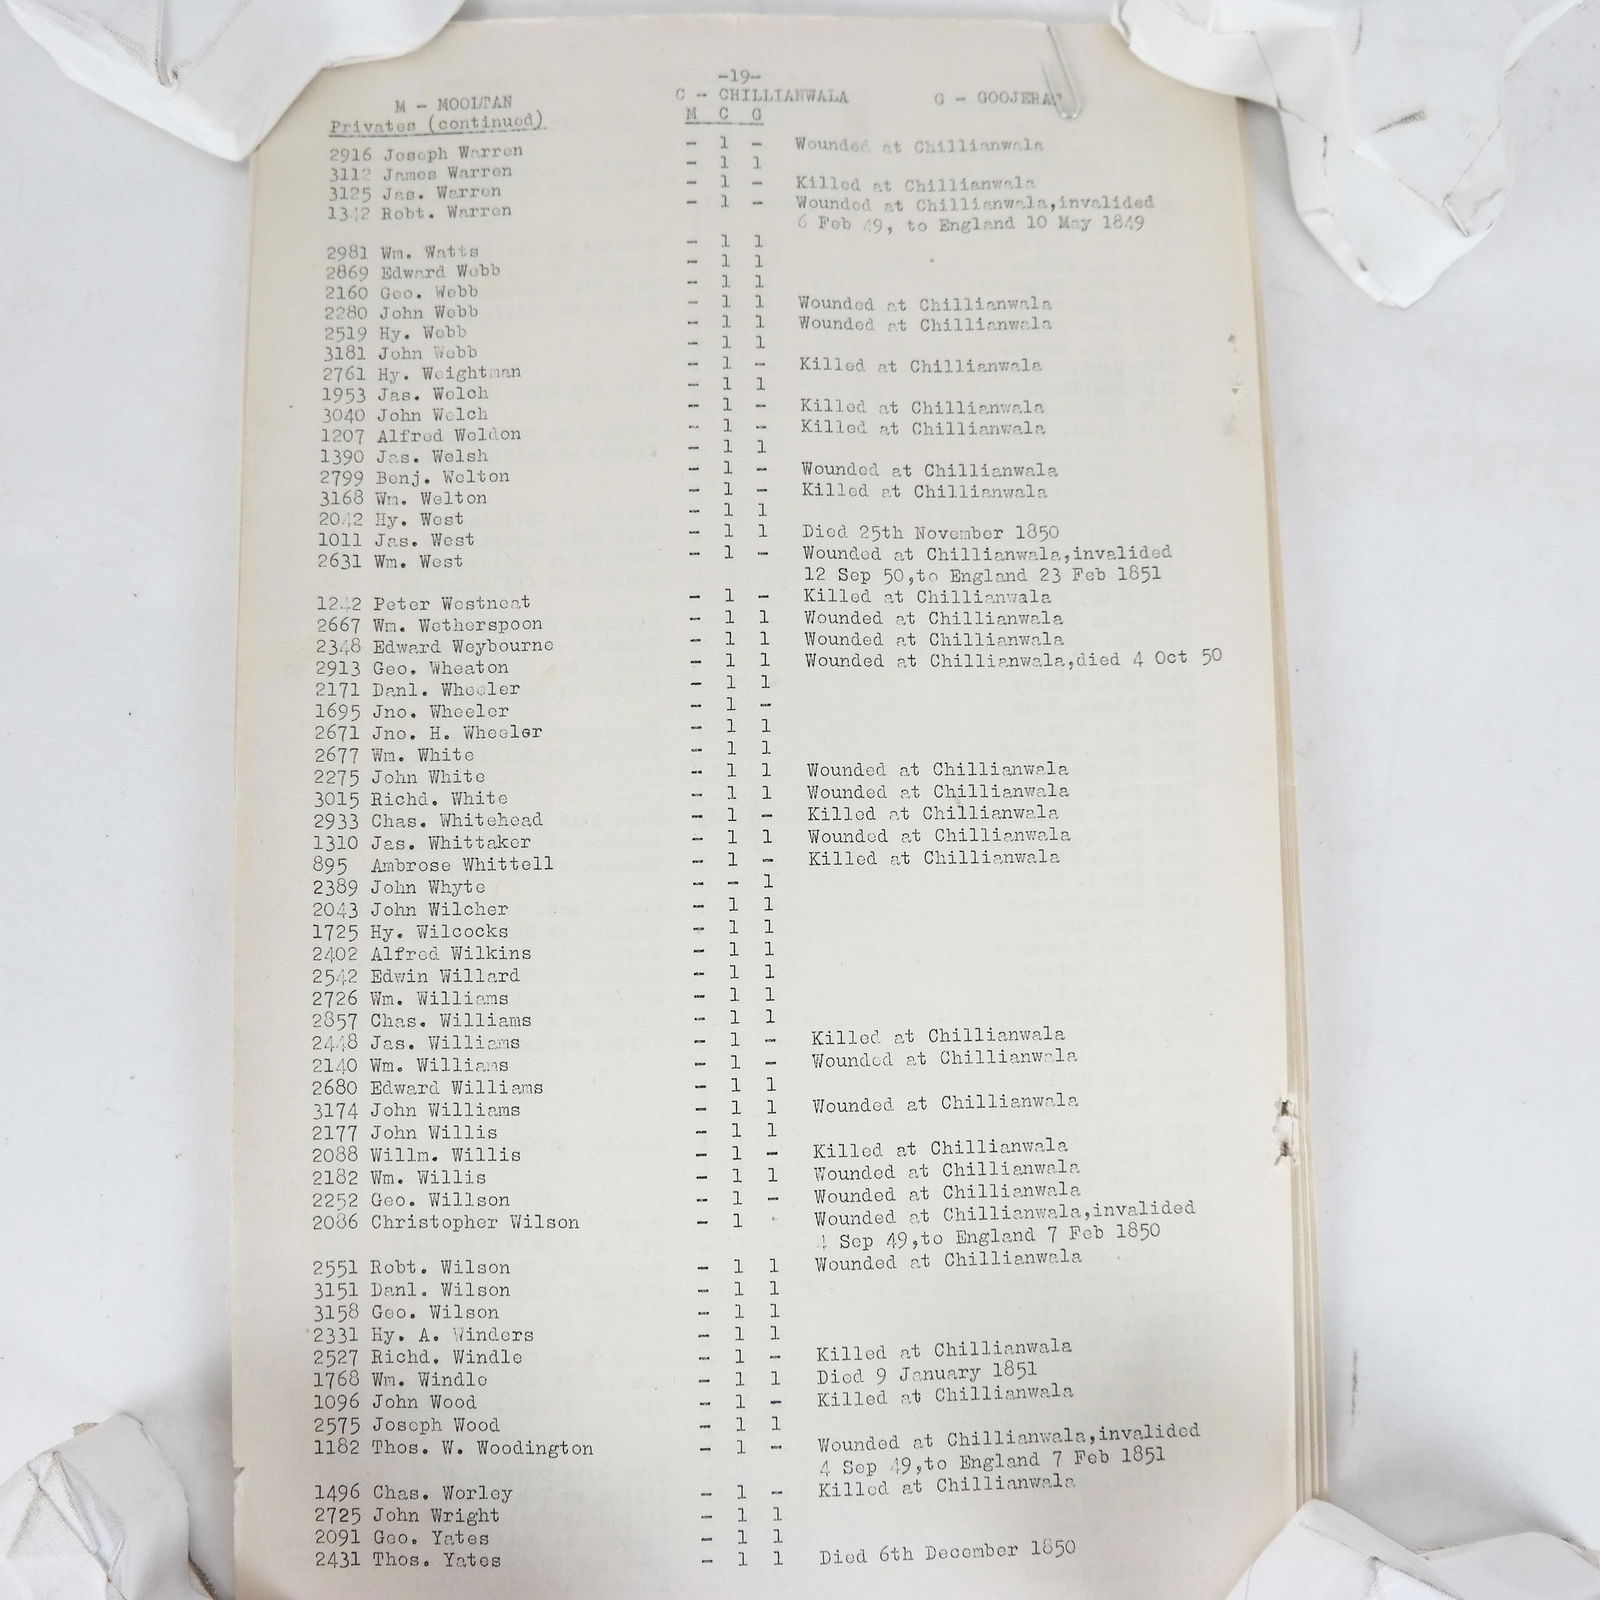 -19-
M - MOOLTAN C - CHILLIANWALA G - GOOJERAT
Privates (continued) M C G
2916 Joseph Warren - 1 - Wounded at Chillianwala
3112 James Warren - 1 1
3125 Jas. Warren - 1 - Killed at Chillianwala
1342 Robt. Warren - 1 - Wounded at Chillianwala,invalided
6 Feb 49, to England 10 May 1849
2981 Wm. Watts - 1 1
2869 Edward Webb - 1 1
2160 Geo. Webb - 1 1
2280 John Webb - 1 1 Wounded at Chillianwala
2519 Hy. Webb - 1 1 Wounded at Chillianwala
3181 John Webb - 1 1
2761 Hy. Weightman - 1 - Killed at Chillianwala
1953 Jas. Welch - 1 1
3040 John Welch - 1 - Killed at Chillianwala
1207 Alfred Weldon - 1 - Killed at Chillianwala
1390 Jas. Welsh - 1 1
2799 Benj. Welton - 1 - Wounded at Chillianwala
3168 Wm. Welton - 1 - Killed at Chillianwala
2042 Hy. West - 1 1
1011 Jas. West - 1 1 Died 25th November 1850
2631 Wm. West - 1 - Wounded at Chillianwala,invalided
12 Sep 50,to England 23 Feb 1851
1242 Peter Westneat - 1 - Killed at Chillianwala
2667 Wm. Wetherspoon - 1 1 Wounded at Chillianwala
2348 Edward Weybourne - 1 1 Wounded at Chillianwala
2913 Geo. Wheaton - 1 1 Wounded at Chillianwala,died 4 Oct 50
2171 Danl. Wheeler - 1 1
1695 Jno. Wheeler - 1 -
2671 Jno. H. Wheeler - 1 1
2677 Wm. White - 1 1
2275 John White - 1 1 Wounded at Chillianwala
3015 Richd. White - 1 1 Wounded at Chillianwala
2933 Chas. Whitehead - 1 - Killed at Chillianwala
1310 Jas. Whittaker - 1 1 Wounded at Chillianwala
895 Ambrose Whittell - 1 - Killed at Chillianwala
2389 John Whyte - - 1
2043 John Wilcher - 1 1
1725 Hy. Wilcocks - 1 1
2402 Alfred Wilkins - 1 1
2542 Edwin Willard - 1 1
2726 Wm. Williams - 1 1
2857 Chas. Williams - 1 1
2448 Jas. Williams - 1 - Killed at Chillianwala
2140 Wm. Williams - 1 - Wounded at Chillianwala
2680 Edward Williams - 1 1
3174 John Williams - 1 1 Wounded at Chillianwala
2177 John Willis - 1 1
2088 Willm. Willis - 1 - Killed at Chillianwala
2182 Wm. Willis - 1 1 Wounded at Chillianwala
2252 Geo. Willson - 1 - Wounded at Chillianwala
2086 Christopher Wilson - 1 - Wounded at Chillianwala,invalided
4 Sep 49,to England 7 Feb 1850
2551 Robt. Wilson - 1 1 Wounded at Chillianwala
3151 Danl. Wilson - 1 1
3158 Geo. Wilson - 1 1
2331 Hy. A. Winders - 1 1
2527 Richd. Windle - 1 - Killed at Chillianwala
1768 Wm. Windle - 1 1 Died 9 January 1851
1096 John Wood - 1 - Killed at Chillianwala
2575 Joseph Wood - 1 1
1182 Thos. W. Woodington - 1 - Wounded at Chillianwala,invalided
4 Sep 49,to England 7 Feb 1851
1496 Chas. Worley - 1 - Killed at Chillianwala
2725 John Wright - 1 1
2091 Geo. Yates - 1 1
2431 Thos. Yates - 1 1 Died 6th December 1850